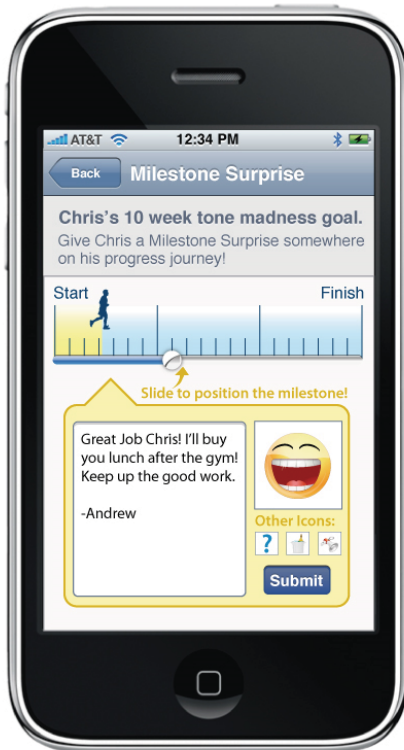 AT&T 12:34 PM
Back Milestone Surprise
Chris's 10 week tone madness goal.
Give Chris a Milestone Surprise somewhere
on his progress journey!
Start Finish
Slide to position the milestone!
Great Job Chris! I'll buy
you lunch after the gym!
Keep up the good work.
-Andrew
Other Icons:
?
Submit